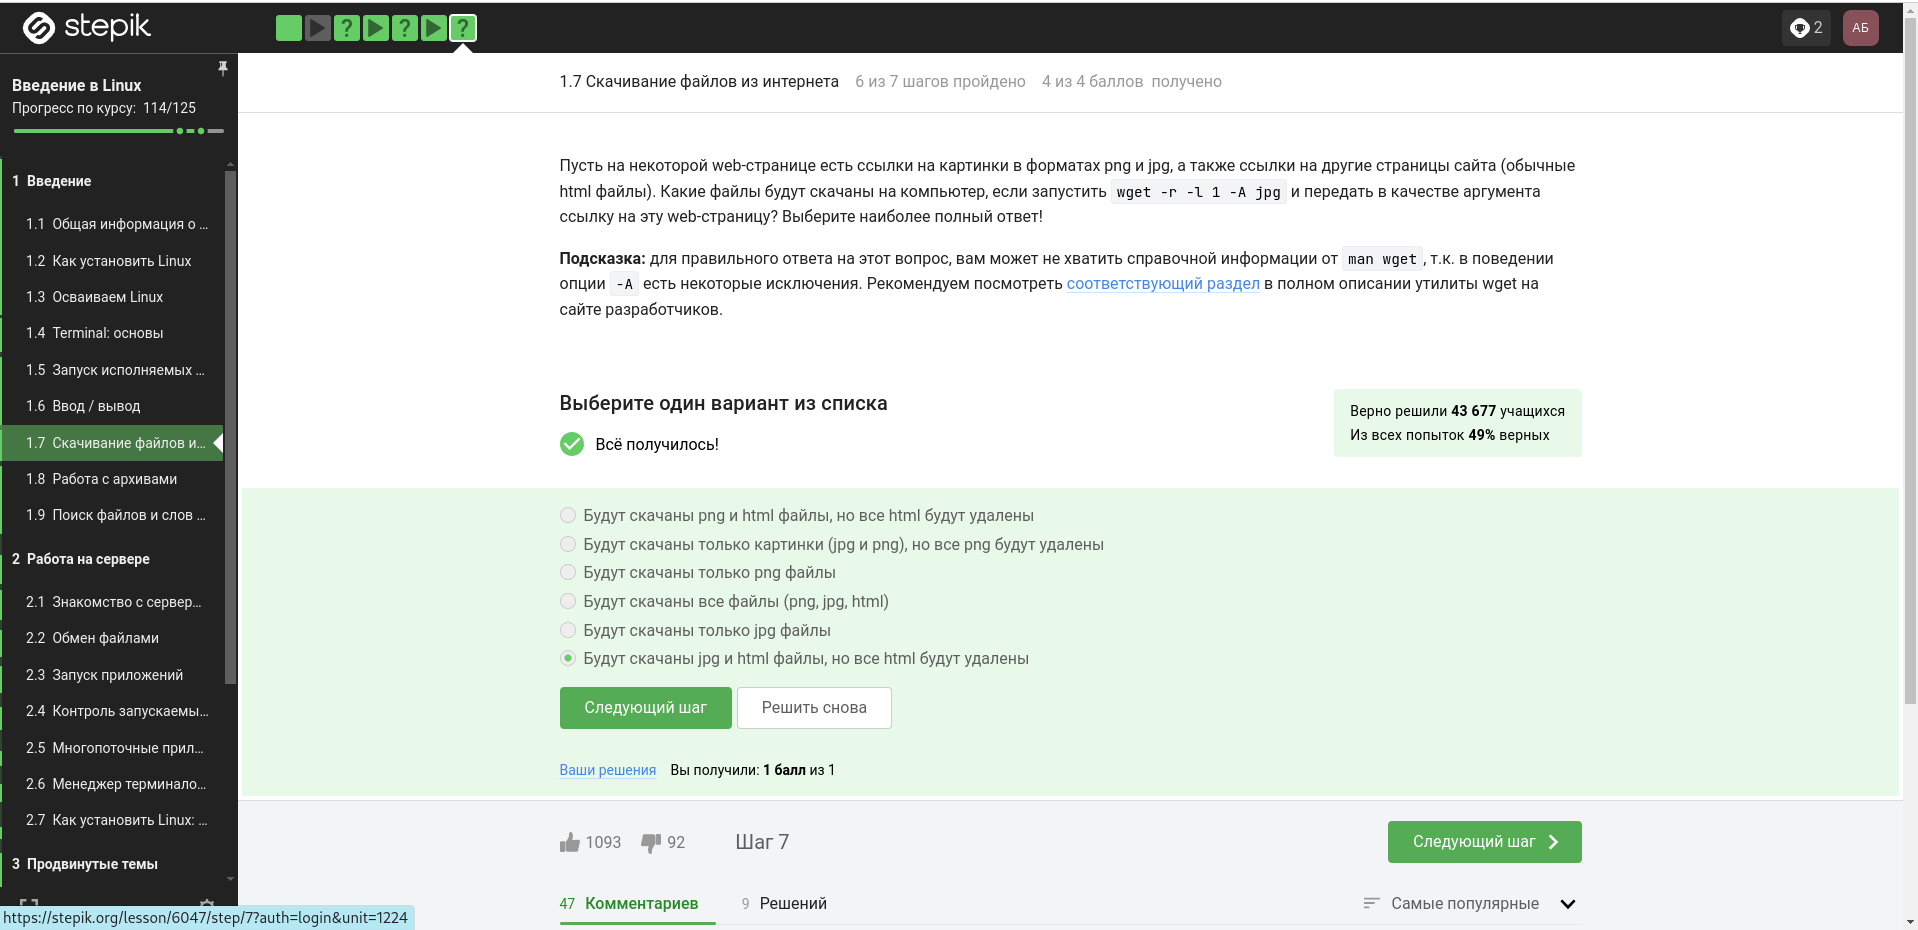 stepik
?
?
?
2
АБ
Введение в Linux
Прогресс по курсу: 114/125
1 Введение
1.1 Общая информация о ...
1.2 Как установить Linux
1.3 Осваиваем Linux
1.4 Terminal: основы
1.5 Запуск исполняемых ...
1.6 Ввод / вывод
1.7 Скачивание файлов и...
1.8 Работа с архивами
1.9 Поиск файлов и слов ...
2 Работа на сервере
2.1 Знакомство с сервер...
2.2 Обмен файлами
2.3 Запуск приложений
2.4 Контроль запускаемы...
2.5 Многопоточные прил...
2.6 Менеджер терминало...
2.7 Как установить Linux: ...
3 Продвинутые темы
https://stepik.org/lesson/6047/step/7?auth=login&unit=1224
1.7 Скачивание файлов из интернета 6 из 7 шагов пройдено 4 из 4 баллов получено
Пусть на некоторой web-странице есть ссылки на картинки в форматах png и jpg, а также ссылки на другие страницы сайта (обычные
html файлы). Какие файлы будут скачаны на компьютер, если запустить wget -r -l 1 -A jpg и передать в качестве аргумента
ссылку на эту web-страницу? Выберите наиболее полный ответ!
Подсказка: для правильного ответа на этот вопрос, вам может не хватить справочной информации от man wget, т.к. в поведении
опции -A есть некоторые исключения. Рекомендуем посмотреть соответствующий раздел в полном описании утилиты wget на
сайте разработчиков.
Выберите один вариант из списка
Всё получилось!
Верно решили 43 677 учащихся
Из всех попыток 49% верных
Будут скачаны png и html файлы, но все html будут удалены
Будут скачаны только картинки (jpg и png), но все png будут удалены
Будут скачаны только png файлы
Будут скачаны все файлы (png, jpg, html)
Будут скачаны только jpg файлы
Будут скачаны jpg и html файлы, но все html будут удалены
Следующий шаг
Решить снова
Ваши решения Вы получили: 1 балл из 1
1093 92 Шаг 7
Следующий шаг
47 Комментариев 9 Решений
Самые популярные